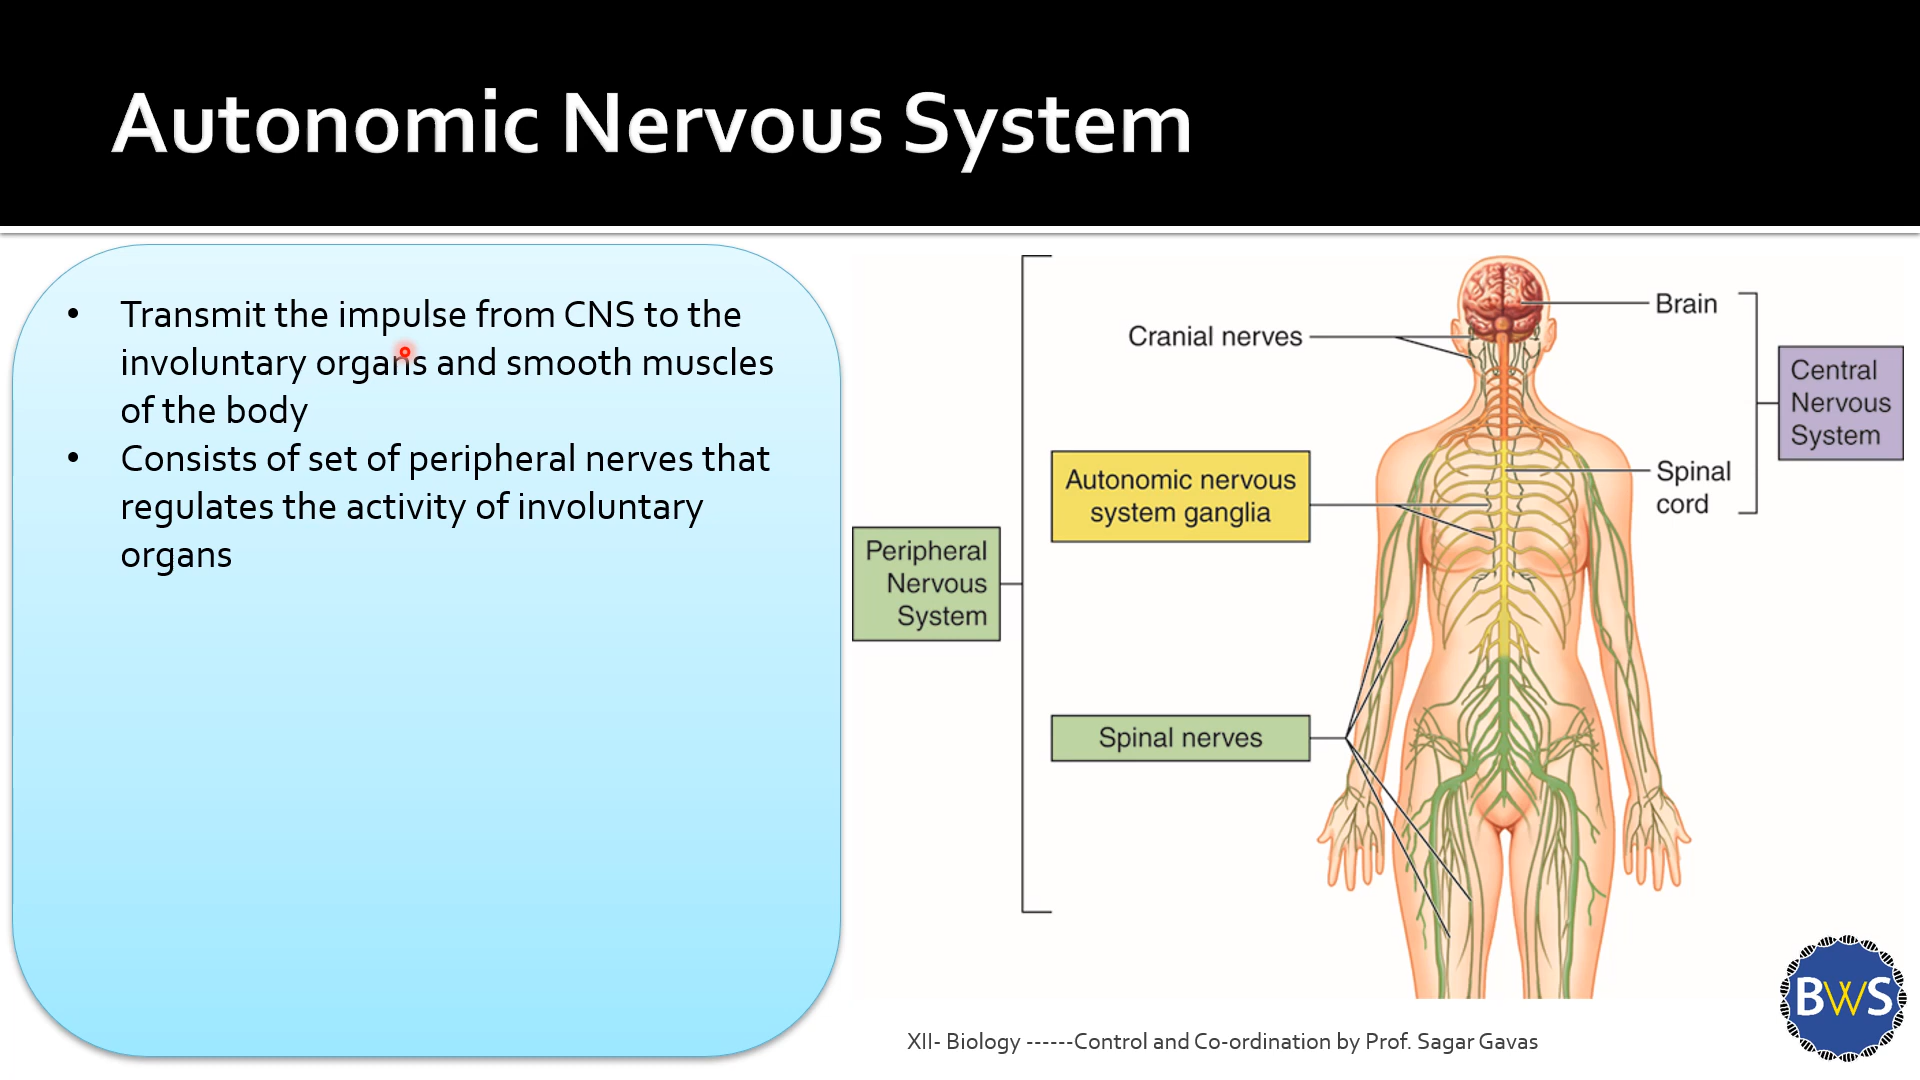 Autonomic Nervous System
• Transmit the impulse from CNS to the
involuntary organs and smooth muscles
of the body
• Consists of set of peripheral nerves that
regulates the activity of involuntary
organs
Peripheral
Nervous
System
Cranial nerves
Autonomic nervous
system ganglia
Spinal nerves
Brain
Spinal
cord
Central
Nervous
System
XII- Biology ------Control and Co-ordination by Prof. Sagar Gavas
BWS